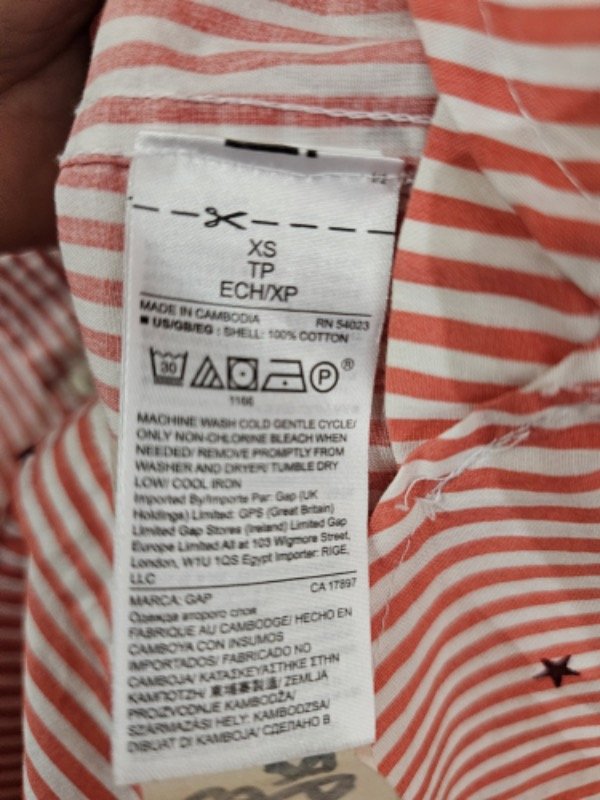 XS
TP
ECH/XP
MADE IN CAMBODIA RN 54023
■ US/GB/EG : SHELL: 100% COTTON
30 P®
1166
MACHINE WASH COLD GENTLE CYCLE/
ONLY NON-CHLORINE BLEACH WHEN
NEEDED/ REMOVE PROMPTLY FROM
WASHER AND DRYER/ TUMBLE DRY
LOW/ COOL IRON
Imported By/Importe Par: Gap (UK
Holdings) Limited: GPS (Great Britain)
Limited Gap Stores (Ireland) Limited Gap
Europe Limited All at 103 Wigmore Street,
London, W1U 1QS Egypt Importer: RIGE,
LLC
CA 17897
MARCA: GAP
Одежда второго слоя
FABRIQUE AU CAMBODGE/ HECHO EN
CAMBOYA CON INSUMOS
IMPORTADOS/ FABRICADO NO
CAMBOJA/ ΚΑΤΑΣΚΕΥΑΣΤΗΚΕ ΣΤΗΝ
ΚΑΜΠΟΤΖΗ/ 柬埔寨製造/ ZEMLJA
PROIZVODNJE KAMBODŽA/
SZÁRMAZÁSI HELY: KAMBODZSA/
DIBUAT DI KAMBOJA/ СДЕЛАНО В